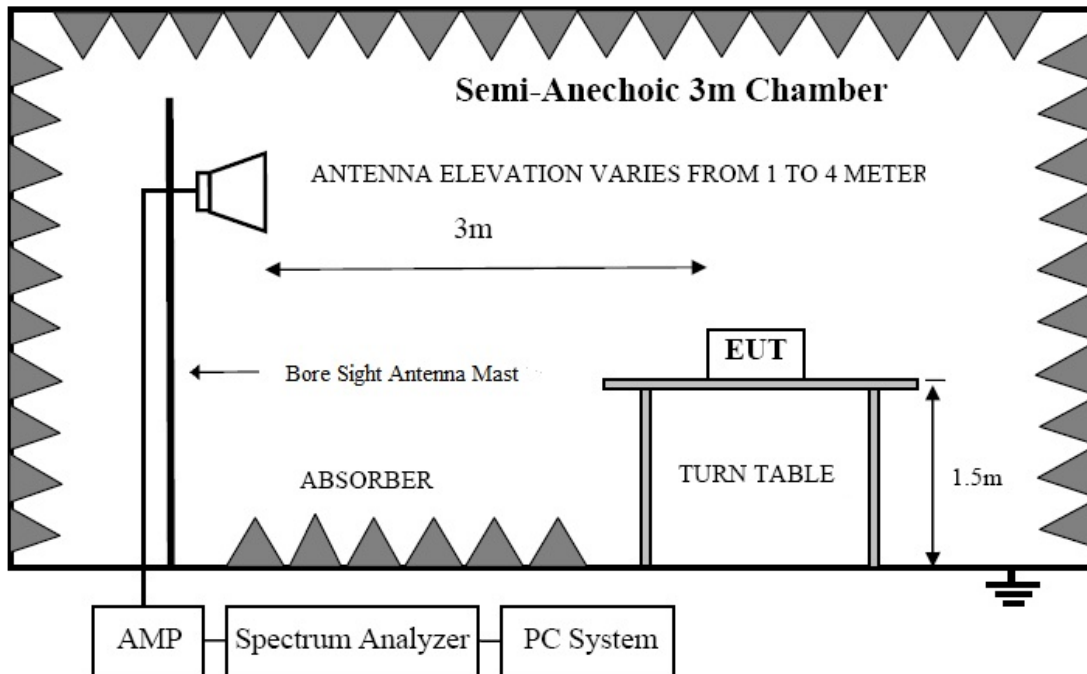 Semi-Anechoic 3m Chamber
ANTENNA ELEVATION VARIES FROM 1 TO 4 METER
3m
EUT
Bore Sight Antenna Mast
ABSORBER
TURN TABLE
1.5m
AMP
Spectrum Analyzer
PC System